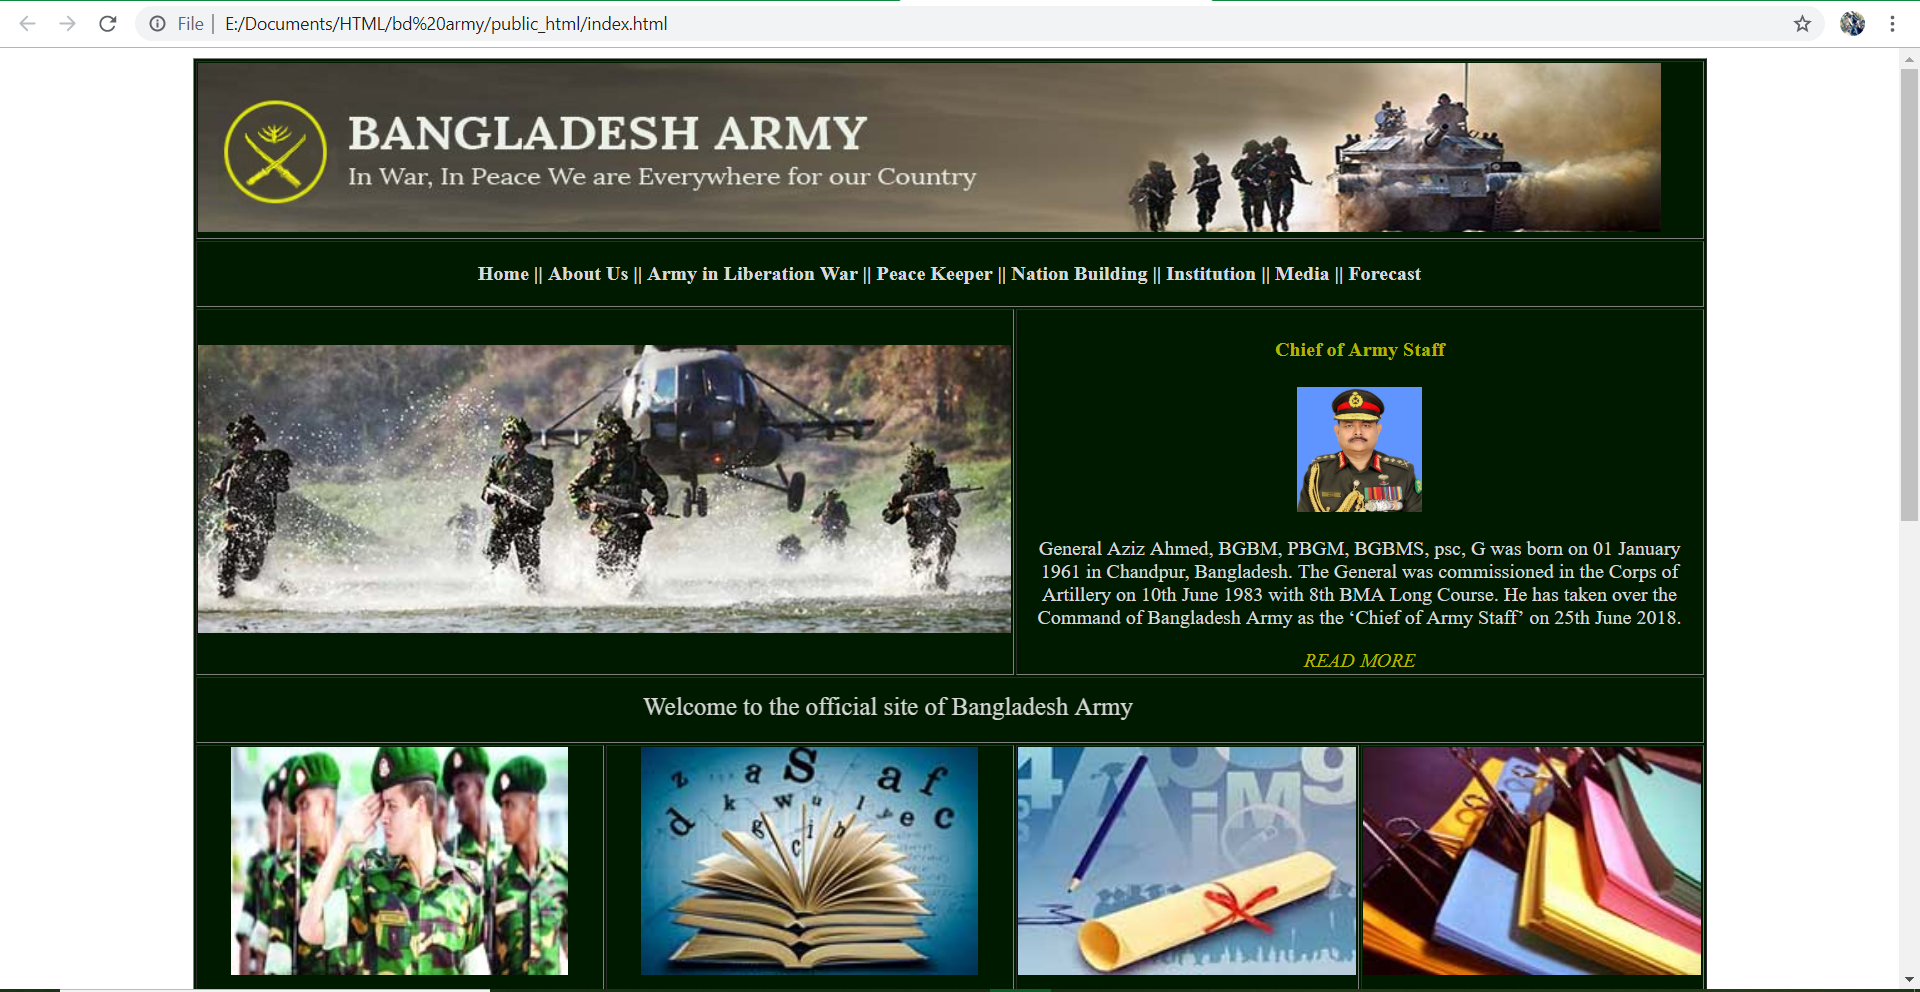 File | E:/Documents/HTML/bd%20army/public_html/index.html
BANGLADESH ARMY
In War, In Peace We are Everywhere for our Country
Home || About Us || Army in Liberation War || Peace Keeper || Nation Building || Institution || Media || Forecast
Chief of Army Staff
General Aziz Ahmed, BGBM, PBGM, BGBMS, psc, G was born on 01 January
1961 in Chandpur, Bangladesh. The General was commissioned in the Corps of
Artillery on 10th June 1983 with 8th BMA Long Course. He has taken over the
Command of Bangladesh Army as the ‘Chief of Army Staff’ on 25th June 2018.
READ MORE
Welcome to the official site of Bangladesh Army